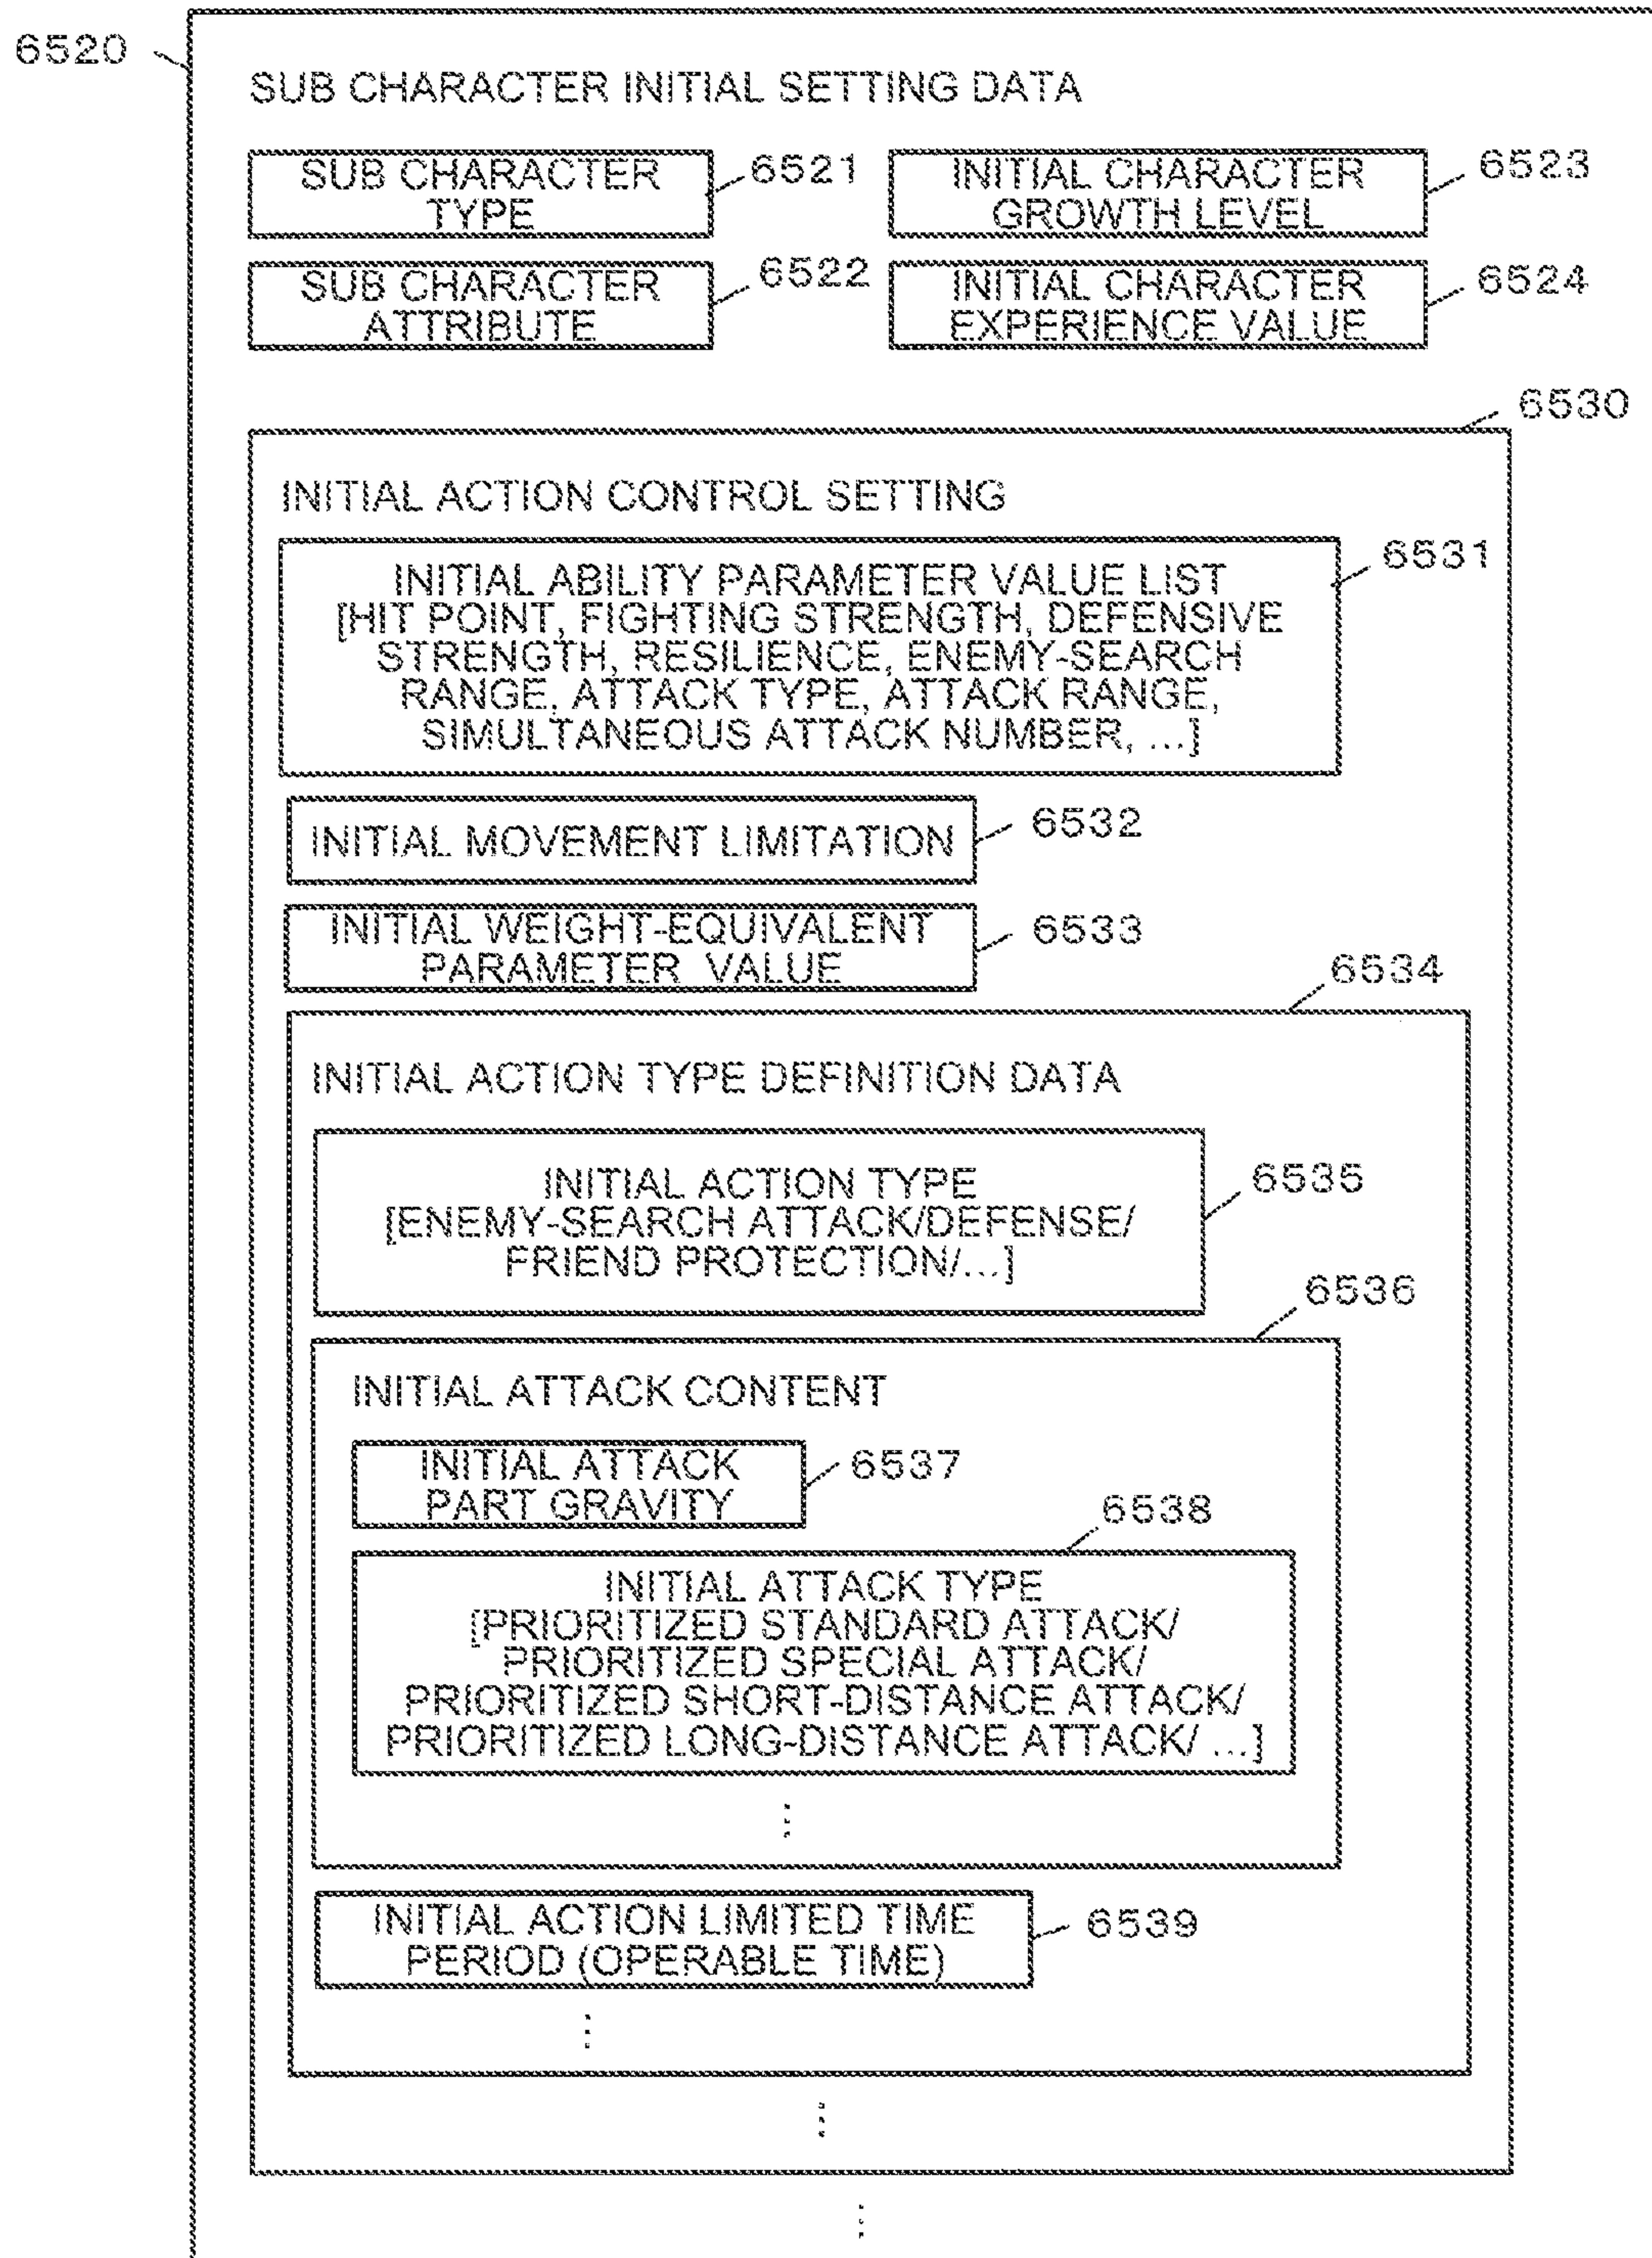 6520
SUB CHARACTER INITIAL SETTING DATA
SUB CHARACTER
TYPE
6521
INITIAL CHARACTER
GROWTH LEVEL
6523
SUB CHARACTER
ATTRIBUTE
6522
INITIAL CHARACTER
EXPERIENCE VALUE
6524
6530
INITIAL ACTION CONTROL SETTING
INITIAL ABILITY PARAMETER VALUE LIST
[HIT POINT, FIGHTING STRENGTH, DEFENSIVE
STRENGTH, RESILIENCE, ENEMY-SEARCH
RANGE, ATTACK TYPE, ATTACK RANGE,
SIMULTANEOUS ATTACK NUMBER, ...]
6531
INITIAL MOVEMENT LIMITATION
6532
INITIAL WEIGHT-EQUIVALENT
PARAMETER VALUE
6533
6534
INITIAL ACTION TYPE DEFINITION DATA
INITIAL ACTION TYPE
[ENEMY-SEARCH ATTACK/DEFENSE/
FRIEND PROTECTION/...]
6535
6536
INITIAL ATTACK CONTENT
INITIAL ATTACK
PART GRAVITY
6537
6538
INITIAL ATTACK TYPE
[PRIORITIZED STANDARD ATTACK/
PRIORITIZED SPECIAL ATTACK/
PRIORITIZED SHORT-DISTANCE ATTACK/
PRIORITIZED LONG-DISTANCE ATTACK/ ...]
⋮
INITIAL ACTION LIMITED TIME
PERIOD (OPERABLE TIME)
6539
⋮
⋮
⋮